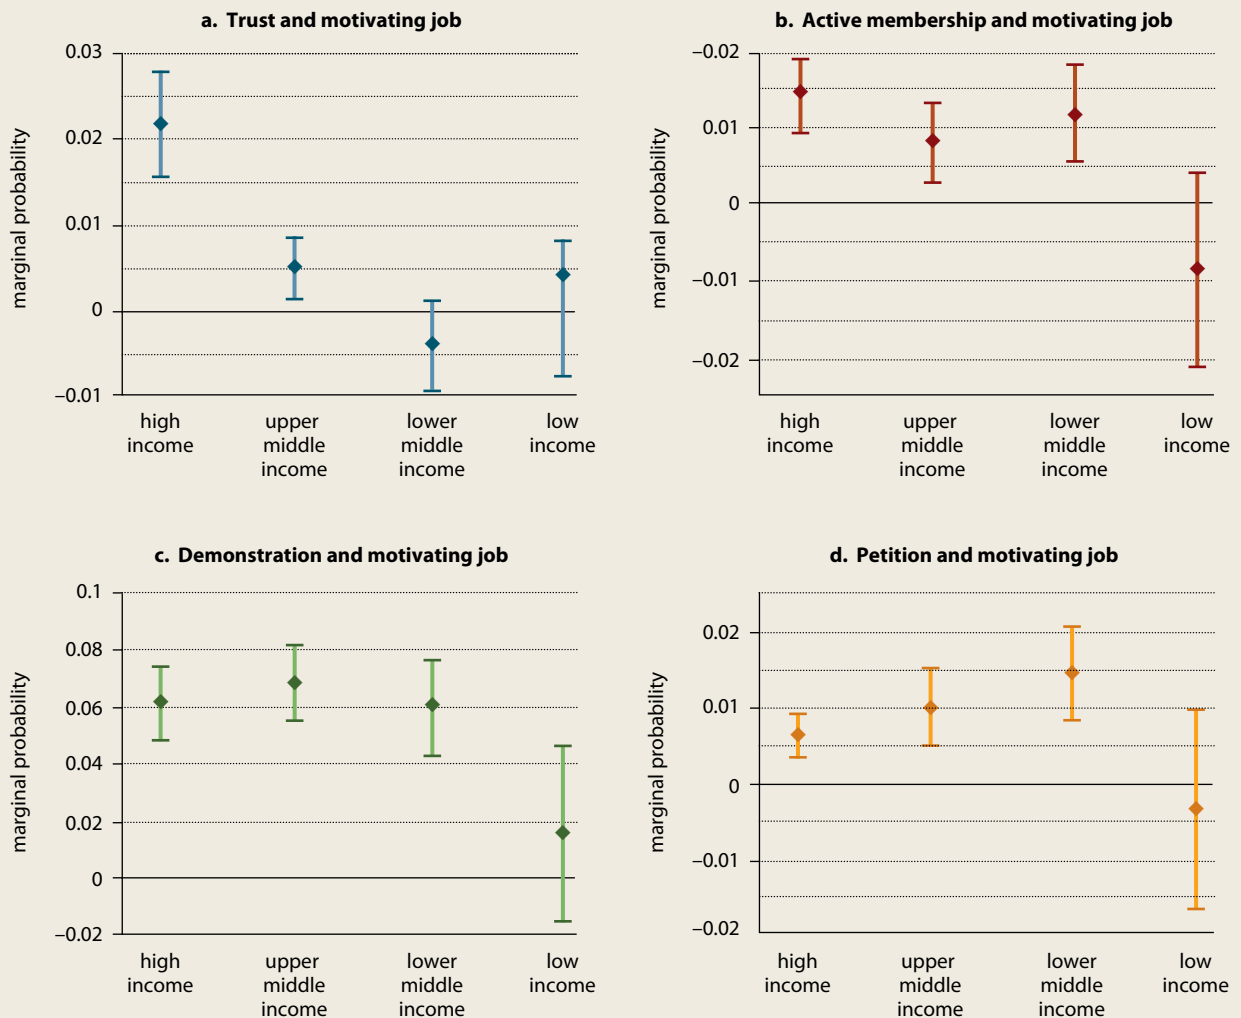 a. Trust and motivating job
0.03
0.02
0.01
0
–0.01
marginal probability
high
income
upper
middle
income
lower
middle
income
low
income
b. Active membership and motivating job
–0.02
0.01
0
–0.01
–0.02
marginal probability
high
income
upper
middle
income
lower
middle
income
low
income
c. Demonstration and motivating job
0.1
0.08
0.06
0.04
0.02
0
–0.02
marginal probability
high
income
upper
middle
income
lower
middle
income
low
income
d. Petition and motivating job
0.02
0.01
0
–0.01
–0.02
marginal probability
high
income
upper
middle
income
lower
middle
income
low
income